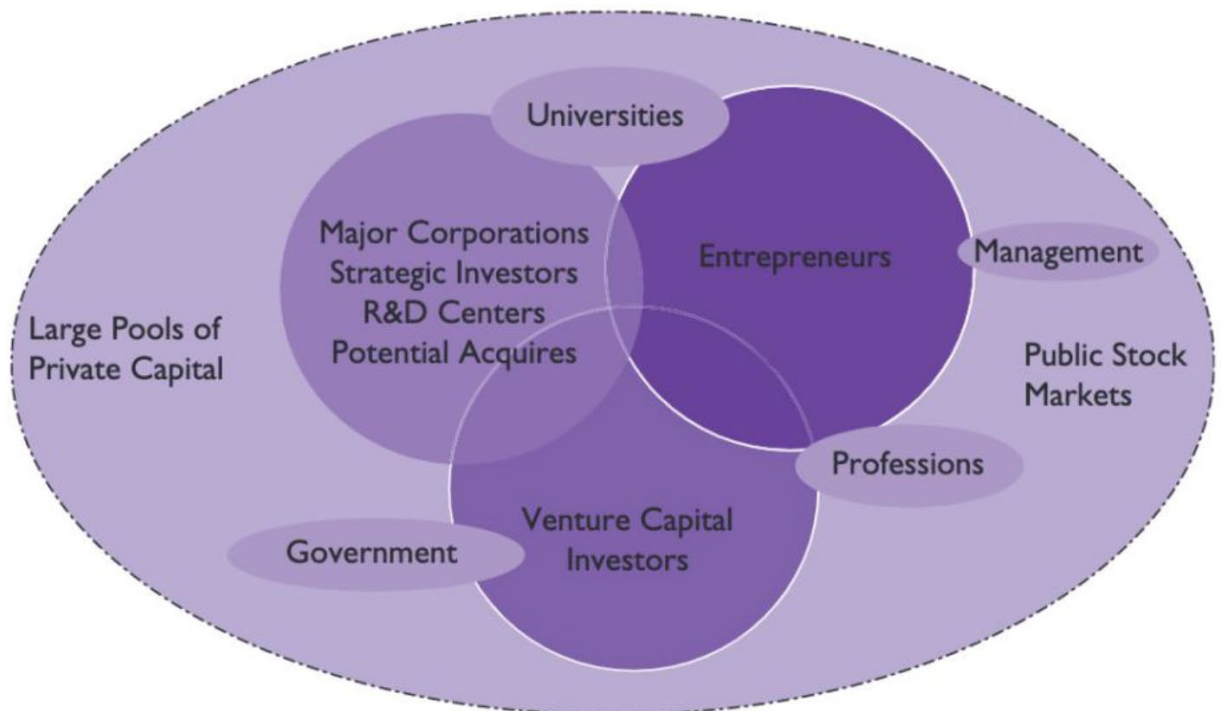 Universities
Major Corporations
Strategic Investors
R&D Centers
Potential Acquires
Entrepreneurs
Management
Large Pools of
Private Capital
Public Stock
Markets
Professions
Venture Capital
Investors
Government